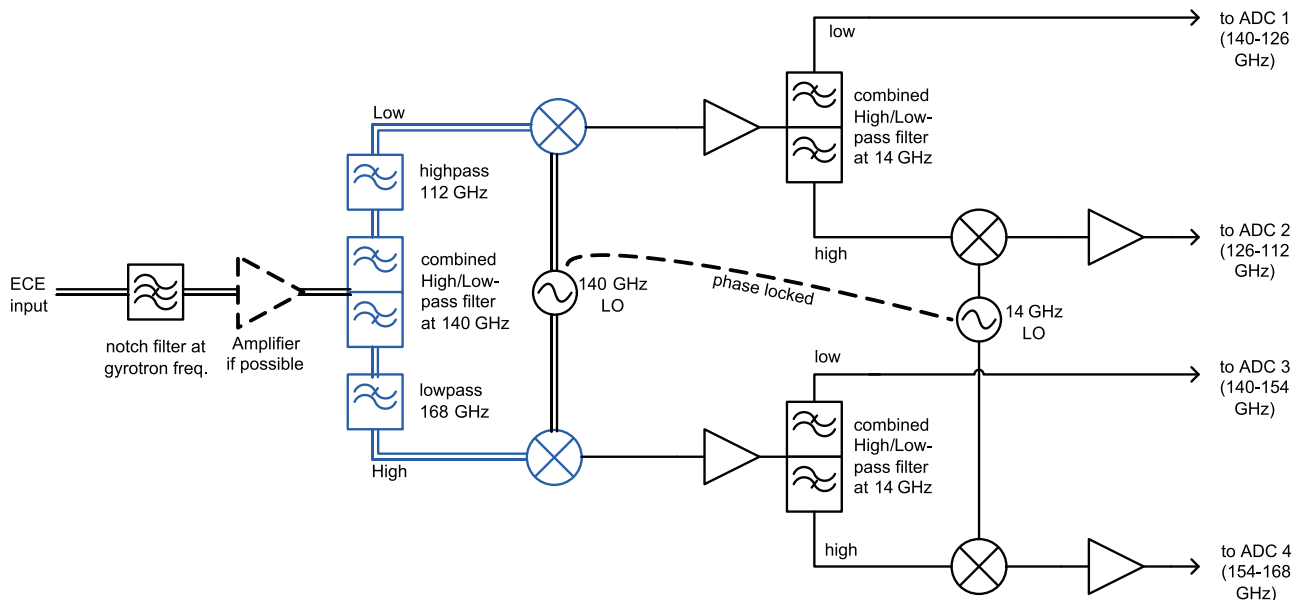 ECE
input
notch filter at
gyrotron freq.
Amplifier
if possible
Low
highpass
112 GHz
combined
High/Low-
pass filter
at 140 GHz
lowpass
168 GHz
High
140 GHz
LO
phase locked
low
combined
High/Low-
pass filter
at 14 GHz
high
14 GHz
LO
low
combined
High/Low-
pass filter
at 14 GHz
high
to ADC 1
(140-126
GHz)
to ADC 2
(126-112
GHz)
to ADC 3
(140-154
GHz)
to ADC 4
(154-168
GHz)